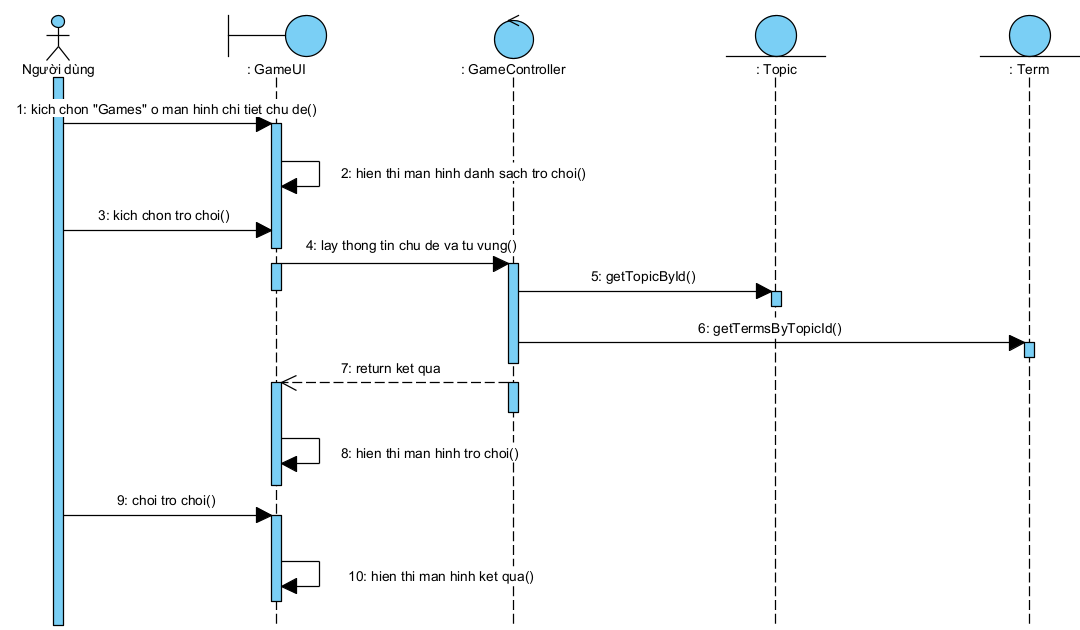 Người dùng
: GameUI
: GameController
: Topic
: Term
1: kich chon "Games" o man hinh chi tiet chu de()
2: hien thi man hinh danh sach tro choi()
3: kich chon tro choi()
4: lay thong tin chu de va tu vung()
5: getTopicById()
6: getTermsByTopicId()
7: return ket qua
8: hien thi man hinh tro choi()
9: choi tro choi()
10: hien thi man hinh ket qua()